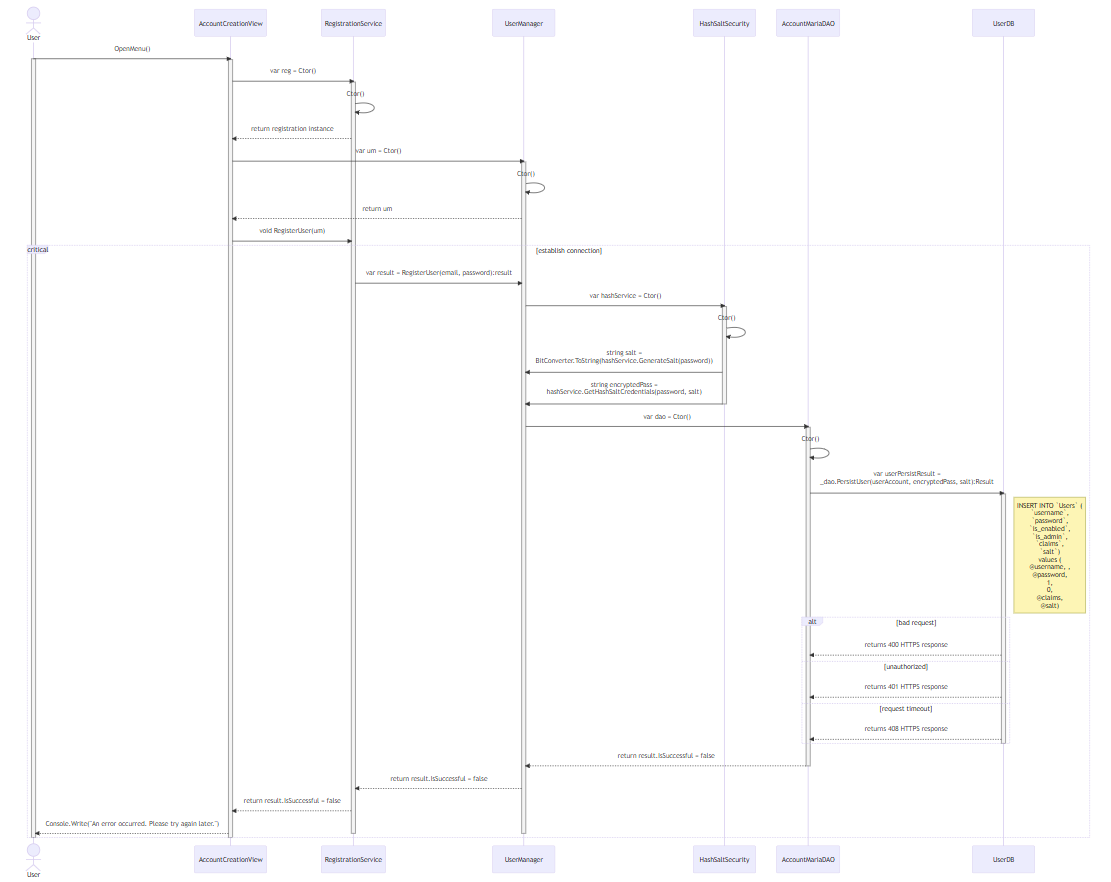 User
AccountCreationView
RegistrationService
UserManager
HashSaltSecurity
AccountMariaDAO
UserDB
OpenMenu()
var reg = Ctor()
Ctor()
return registration instance
var um = Ctor()
Ctor()
return um
void RegisterUser(um)
critical
[establish connection]
var result = RegisterUser(email, password):result
var hashService = Ctor()
Ctor()
string salt =
BitConverter.ToString(hashService.GenerateSalt(password))
string encryptedPass =
hashService.GetHashSaltCredentials(password, salt)
var dao = Ctor()
Ctor()
var userPersistResult =
_dao.PersistUser(userAccount, encryptedPass, salt):Result
INSERT INTO `Users` (
`username`,
`password`,
`is_enabled`,
`is_admin`,
`claims`,
`salt`)
values (
@username, ,
@password,
1,
0,
@claims,
@salt)
alt
[bad request]
returns 400 HTTPS response
[unauthorized]
returns 401 HTTPS response
[request timeout]
returns 408 HTTPS response
return result.IsSuccessful = false
return result.IsSuccessful = false
return result.IsSuccessful = false
Console.Write("An error occurred. Please try again later.")
User
AccountCreationView
RegistrationService
UserManager
HashSaltSecurity
AccountMariaDAO
UserDB